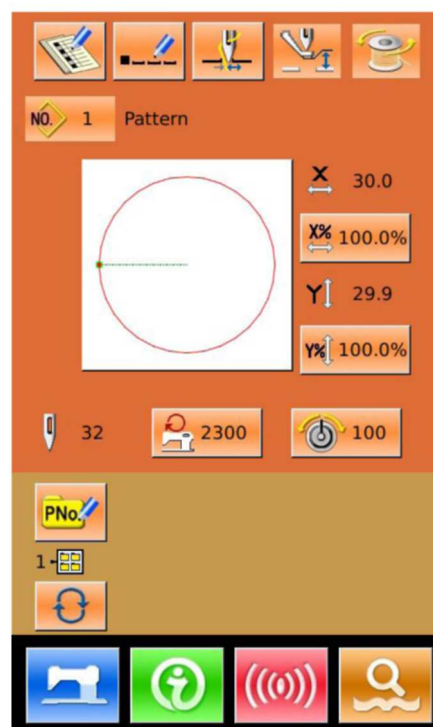 NO. 1 Pattern
X 30.0
X% 100.0%
Y 29.9
Y% 100.0%
32 2300 100
PNo.
1
i